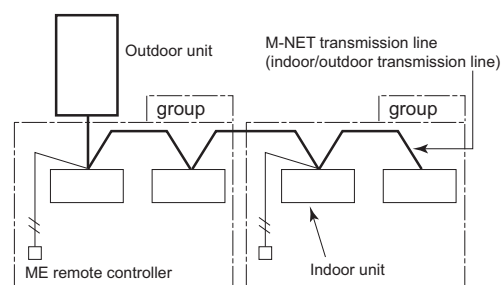 Outdoor unit
M-NET transmission line
(indoor/outdoor transmission line)
group
group
ME remote controller
Indoor unit